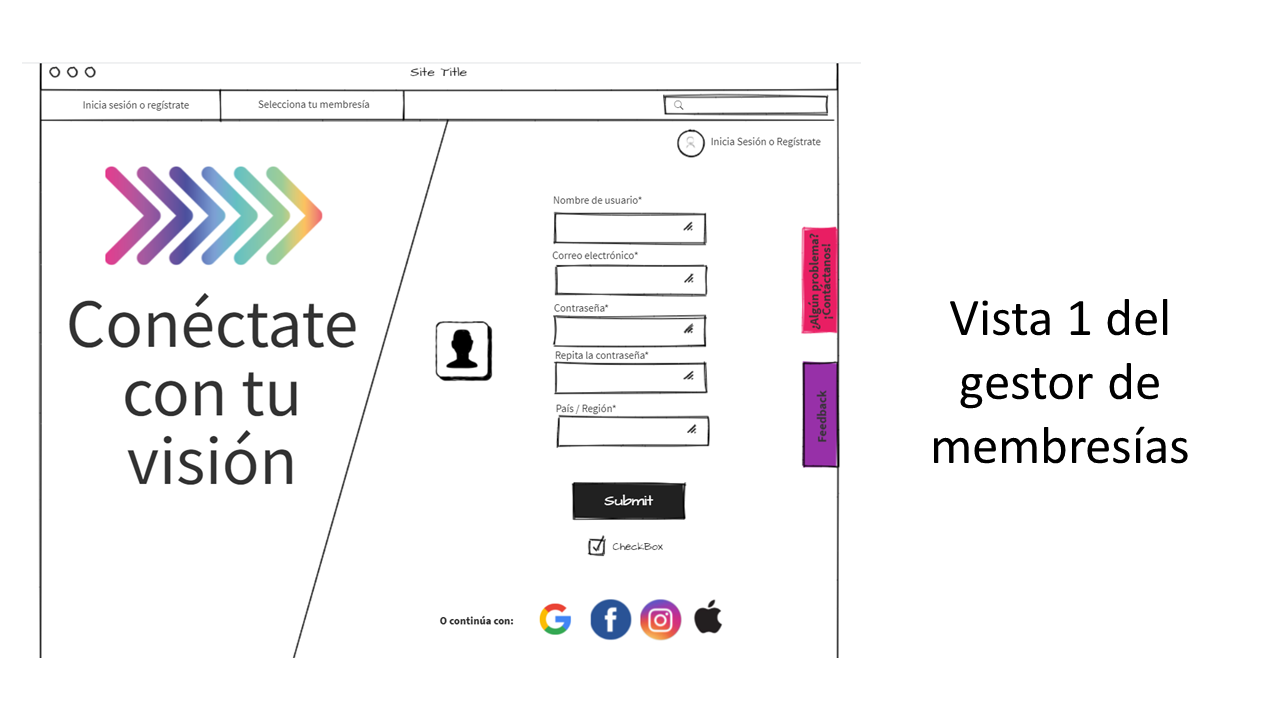 Site Title
Inicia sesión o regístrate
Selecciona tu membresía
Inicia Sesión o Regístrate
Conéctate
con tu
visión
Nombre de usuario*
Correo electrónico*
Contraseña*
Repita la contraseña*
País / Región*
Submit
CheckBox
O continúa con:
¿Algún problema?
¡Contáctanos!
Feedback
Vista 1 del
gestor de
membresías